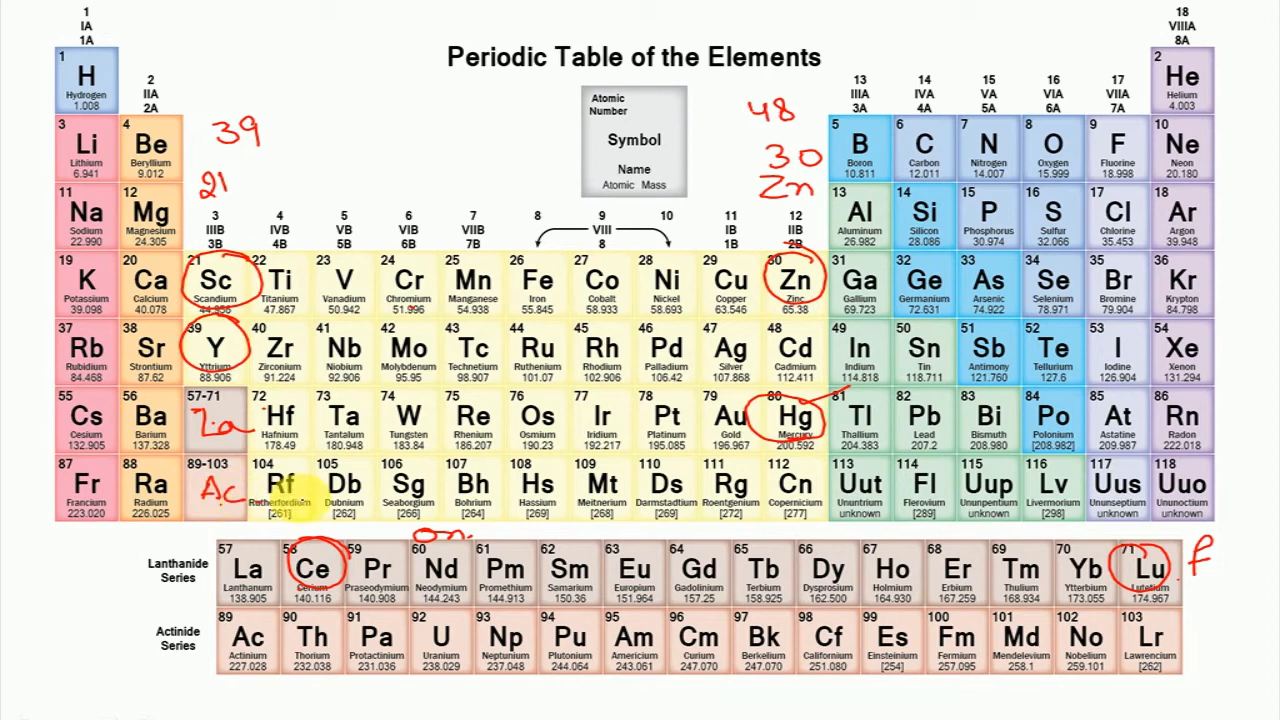 1 18
IA VIIIA
1A 8A
Periodic Table of the Elements
1 2
H He
Hydrogen Helium
1.008 4.003
2 13 14 15 16 17
IIA IIIA IVA VA VIA VIIA
2A 3A 4A 5A 6A 7A
Atomic
Number
Symbol
Name
Atomic Mass
48
39
30
Zn
21
3 4 5 6 7 8 9 10 11 12
IIIB IVB VB VIB VIIB VIII IB IIB
3B 4B 5B 6B 7B 8 1B 2B
3 4 5 6 7 8 9 10
Li Be B C N O F Ne
Lithium Beryllium Boron Carbon Nitrogen Oxygen Fluorine Neon
6.941 9.012 10.811 12.011 14.007 15.999 18.998 20.180
11 12 13 14 15 16 17 18
Na Mg Al Si P S Cl Ar
Sodium Magnesium Aluminum Silicon Phosphorus Sulfur Chlorine Argon
22.990 24.305 26.982 28.086 30.974 32.066 35.453 39.948
19 20 21 22 23 24 25 26 27 28 29 30 31 32 33 34 35 36
K Ca Sc Ti V Cr Mn Fe Co Ni Cu Zn Ga Ge As Se Br Kr
Potassium Calcium Scandium Titanium Vanadium Chromium Manganese Iron Cobalt Nickel Copper Zinc Gallium Germanium Arsenic Selenium Bromine Krypton
39.098 40.078 44.956 47.867 50.942 51.996 54.938 55.845 58.933 58.693 63.546 65.38 69.723 72.631 74.922 78.971 79.904 84.798
37 38 39 40 41 42 43 44 45 46 47 48 49 50 51 52 53 54
Rb Sr Y Zr Nb Mo Tc Ru Rh Pd Ag Cd In Sn Sb Te I Xe
Rubidium Strontium Yttrium Zirconium Niobium Molybdenum Technetium Ruthenium Rhodium Palladium Silver Cadmium Indium Tin Antimony Tellurium Iodine Xenon
84.468 87.62 88.906 91.224 92.906 95.95 98.907 101.07 102.906 106.42 107.868 112.411 114.818 118.711 121.760 127.6 126.904 131.294
55 56 57-71 72 73 74 75 76 77 78 79 80 81 82 83 84 85 86
Cs Ba La Hf Ta W Re Os Ir Pt Au Hg Tl Pb Bi Po At Rn
Cesium Barium Hafnium Tantalum Tungsten Rhenium Osmium Iridium Platinum Gold Mercury Thallium Lead Bismuth Polonium Astatine Radon
132.905 137.328 178.49 180.948 183.84 186.207 190.23 192.217 195.085 196.967 200.592 204.383 207.2 208.980 [208.982] 209.987 222.018
87 88 89-103 104 105 106 107 108 109 110 111 112 113 114 115 116 117 118
Fr Ra Ac Rf Db Sg Bh Hs Mt Ds Rg Cn Uut Fl Uup Lv Uus Uuo
Francium Radium Rutherfordium Dubnium Seaborgium Bohrium Hassium Meitnerium Darmstadtium Roentgenium Copernicium Ununtrium Flerovium Ununpentium Livermorium Ununseptium Ununoctium
223.020 226.025 [261] [262] [266] [264] [269] [268] [269] [272] [277] unknown [289] unknown [298] unknown unknown
on.
f
Lanthanide
Series
57 58 59 60 61 62 63 64 65 66 67 68 69 70 71
La Ce Pr Nd Pm Sm Eu Gd Tb Dy Ho Er Tm Yb Lu
Lanthanum Cerium Praseodymium Neodymium Promethium Samarium Europium Gadolinium Terbium Dysprosium Holmium Erbium Thulium Ytterbium Lutetium
138.905 140.116 140.908 144.243 144.913 150.36 151.964 157.25 158.925 162.500 164.930 167.259 168.934 173.055 174.967
Actinide
Series
89 90 91 92 93 94 95 96 97 98 99 100 101 102 103
Ac Th Pa U Np Pu Am Cm Bk Cf Es Fm Md No Lr
Actinium Thorium Protactinium Uranium Neptunium Plutonium Americium Curium Berkelium Californium Einsteinium Fermium Mendelevium Nobelium Lawrencium
227.028 232.038 231.036 238.029 237.048 244.064 243.061 247.070 247.070 251.080 [254] 257.095 258.1 259.101 [262]